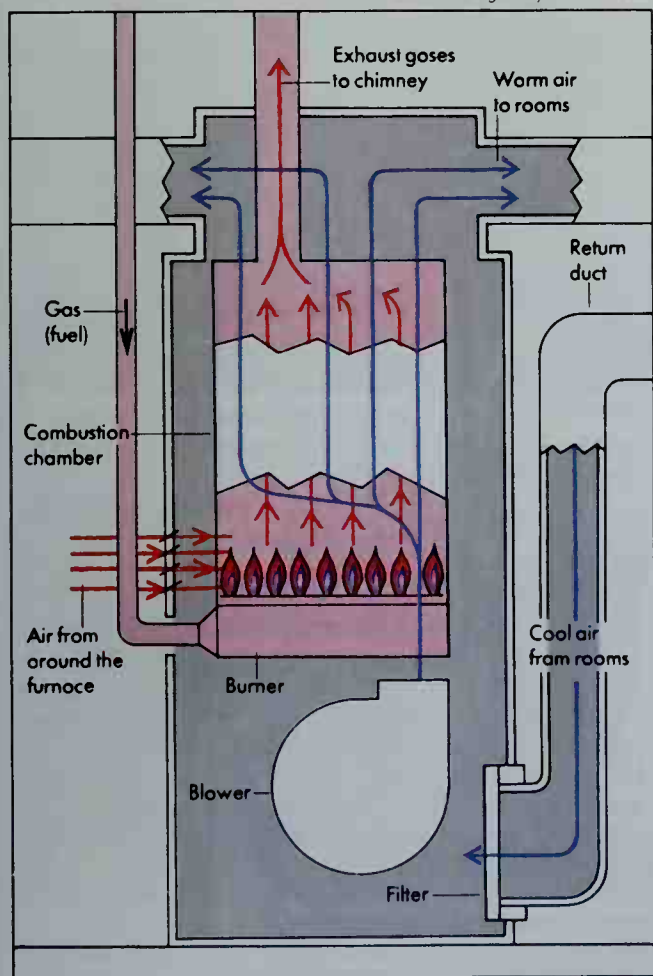 Exhaust goses
to chimney
Worm air
to rooms
Return
duct
Gas
(fuel)
Combustion
chamber
Air from
oround the
furnoce
Burner
Cool air
fram rooms
Blower
Filter